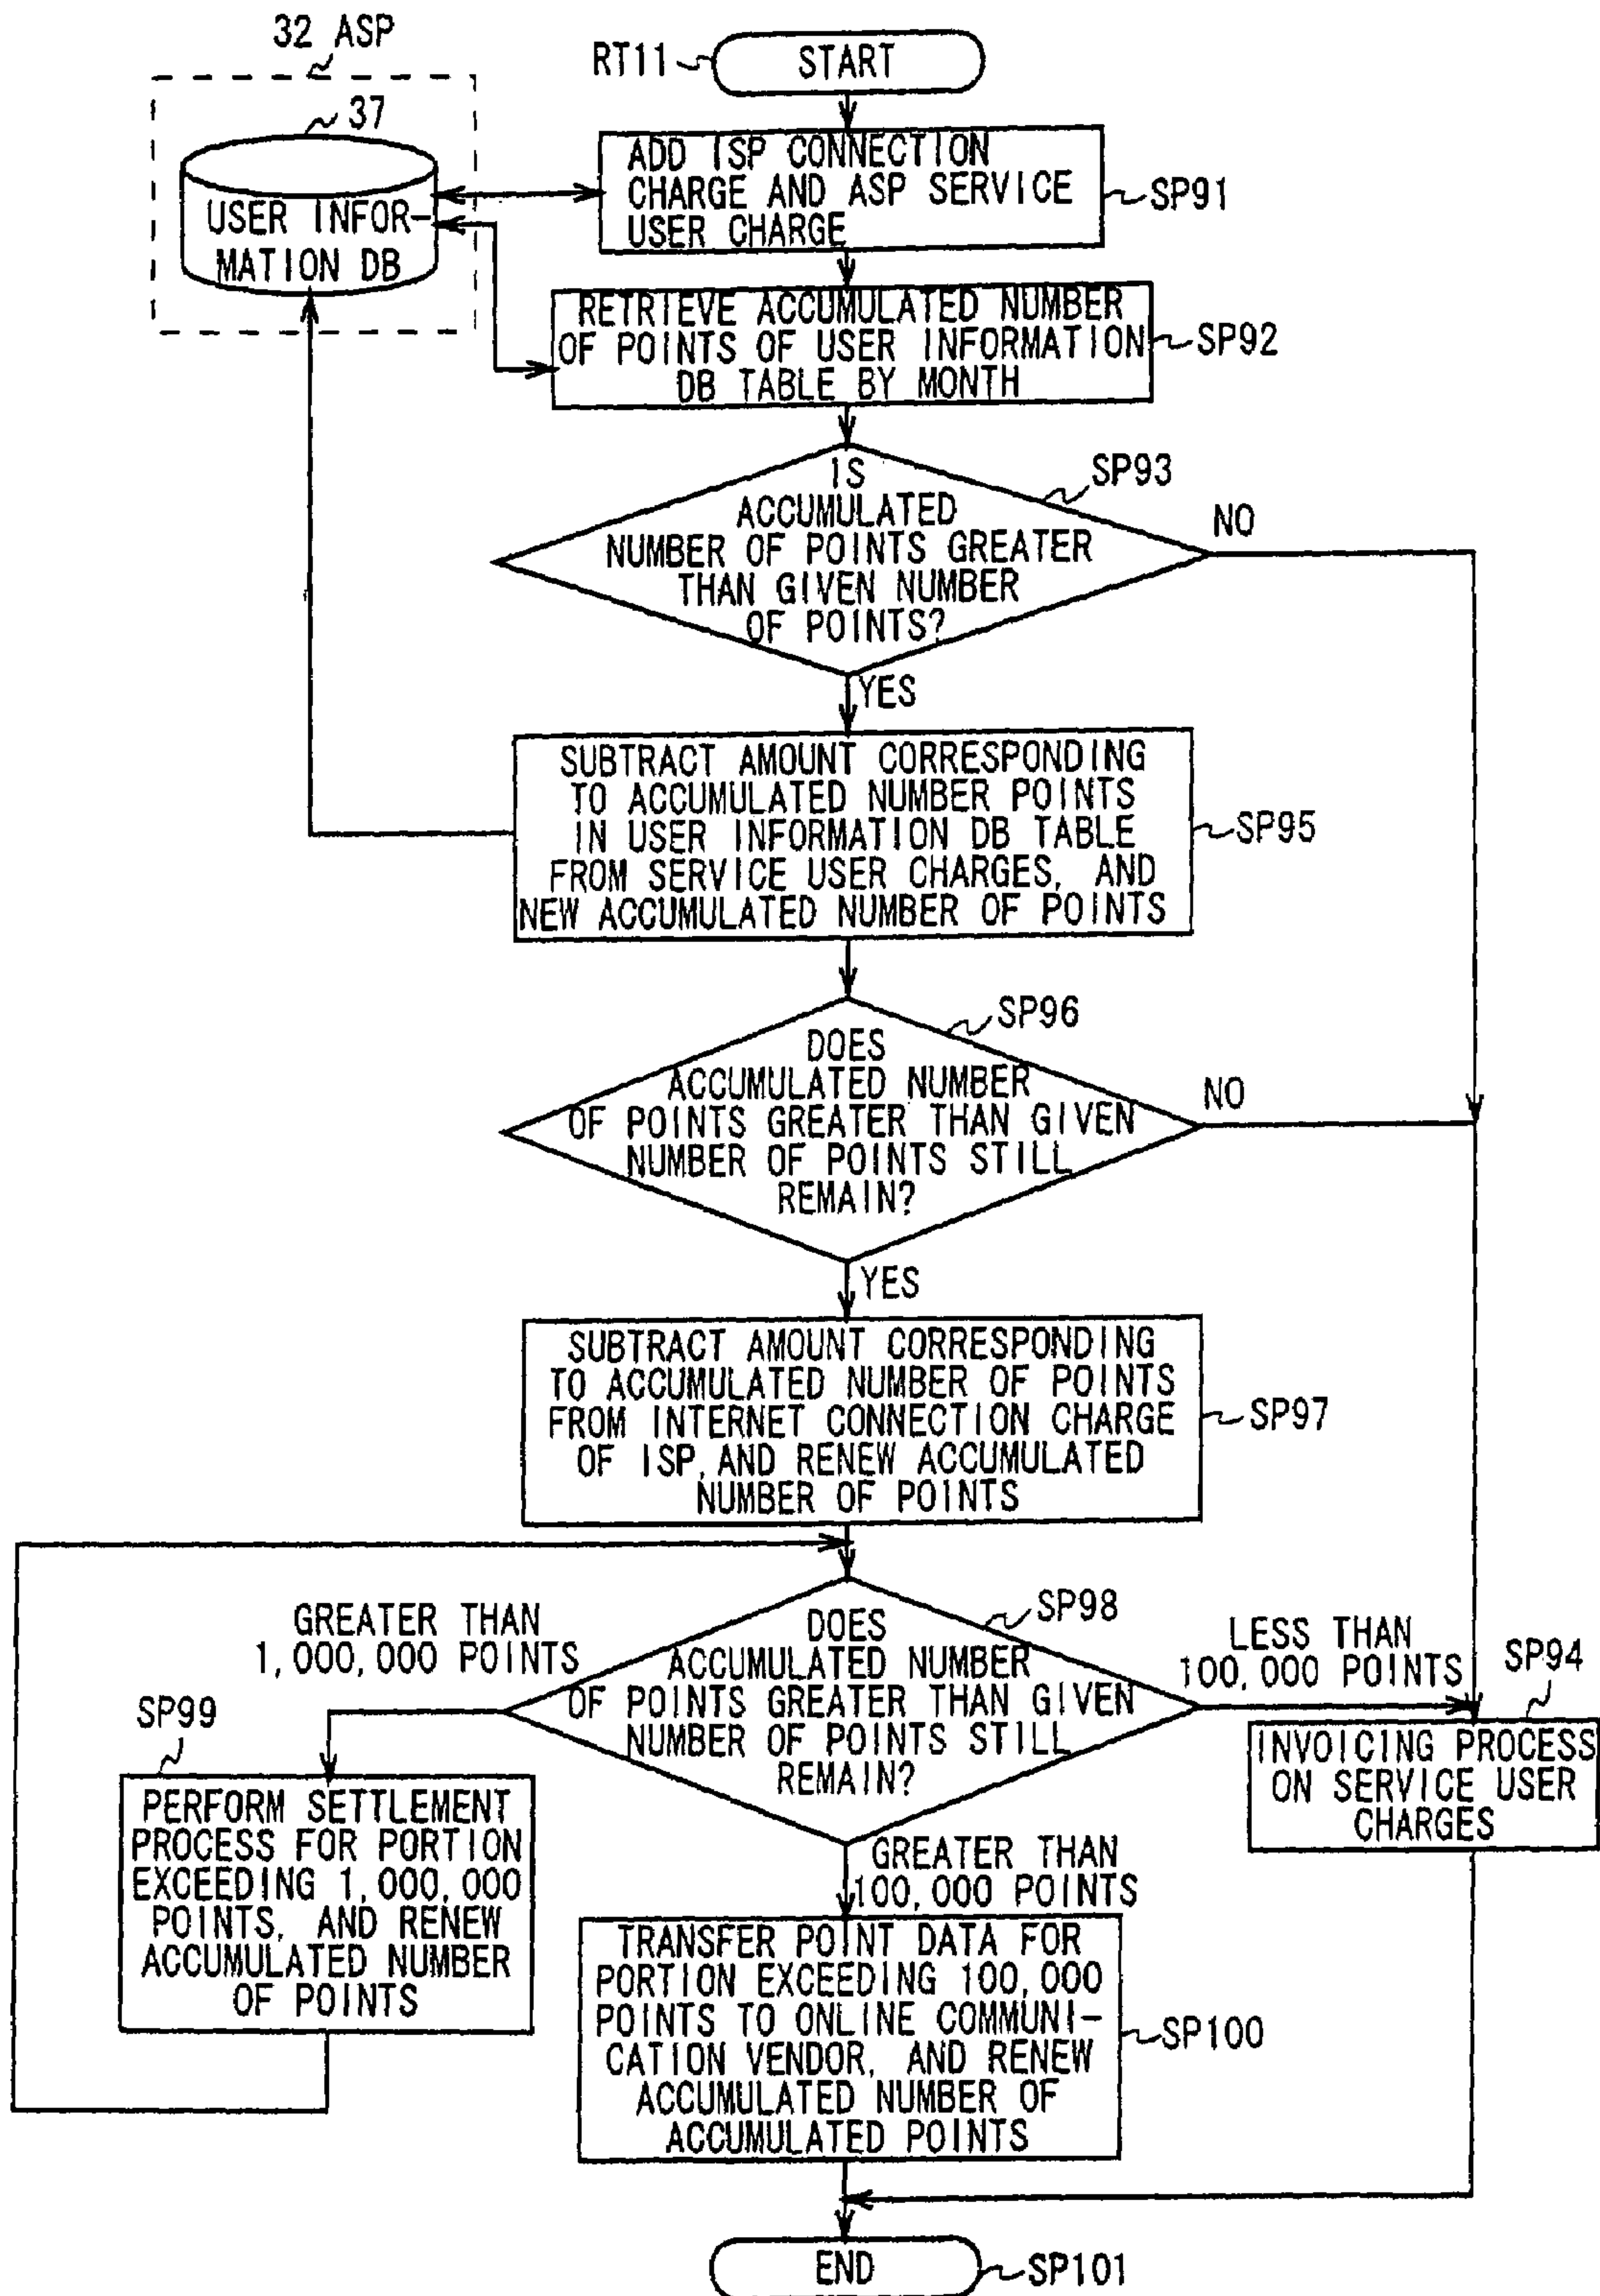 32 ASP
37
USER INFOR-
MATION DB
RT11
START
ADD ISP CONNECTION
CHARGE AND ASP SERVICE
USER CHARGE
SP91
RETRIEVE ACCUMULATED NUMBER
OF POINTS OF USER INFORMATION
DB TABLE BY MONTH
SP92
IS
ACCUMULATED
NUMBER OF POINTS GREATER
THAN GIVEN NUMBER
OF POINTS?
SP93
NO
YES
SUBTRACT AMOUNT CORRESPONDING
TO ACCUMULATED NUMBER POINTS
IN USER INFORMATION DB TABLE
FROM SERVICE USER CHARGES, AND
NEW ACCUMULATED NUMBER OF POINTS
SP95
DOES
ACCUMULATED NUMBER
OF POINTS GREATER THAN GIVEN
NUMBER OF POINTS STILL
REMAIN?
SP96
NO
YES
SUBTRACT AMOUNT CORRESPONDING
TO ACCUMULATED NUMBER OF POINTS
FROM INTERNET CONNECTION CHARGE
OF ISP, AND RENEW ACCUMULATED
NUMBER OF POINTS
SP97
DOES
ACCUMULATED NUMBER
OF POINTS GREATER THAN GIVEN
NUMBER OF POINTS STILL
REMAIN?
SP98
GREATER THAN
1,000,000 POINTS
LESS THAN
100,000 POINTS
SP94
INVOICING PROCESS
ON SERVICE USER
CHARGES
SP99
PERFORM SETTLEMENT
PROCESS FOR PORTION
EXCEEDING 1,000,000
POINTS, AND RENEW
ACCUMULATED NUMBER
OF POINTS
GREATER THAN
100,000 POINTS
TRANSFER POINT DATA FOR
PORTION EXCEEDING 100,000
POINTS TO ONLINE COMMUNI-
CATION VENDOR, AND RENEW
ACCUMULATED NUMBER OF
ACCUMULATED POINTS
SP100
END
SP101